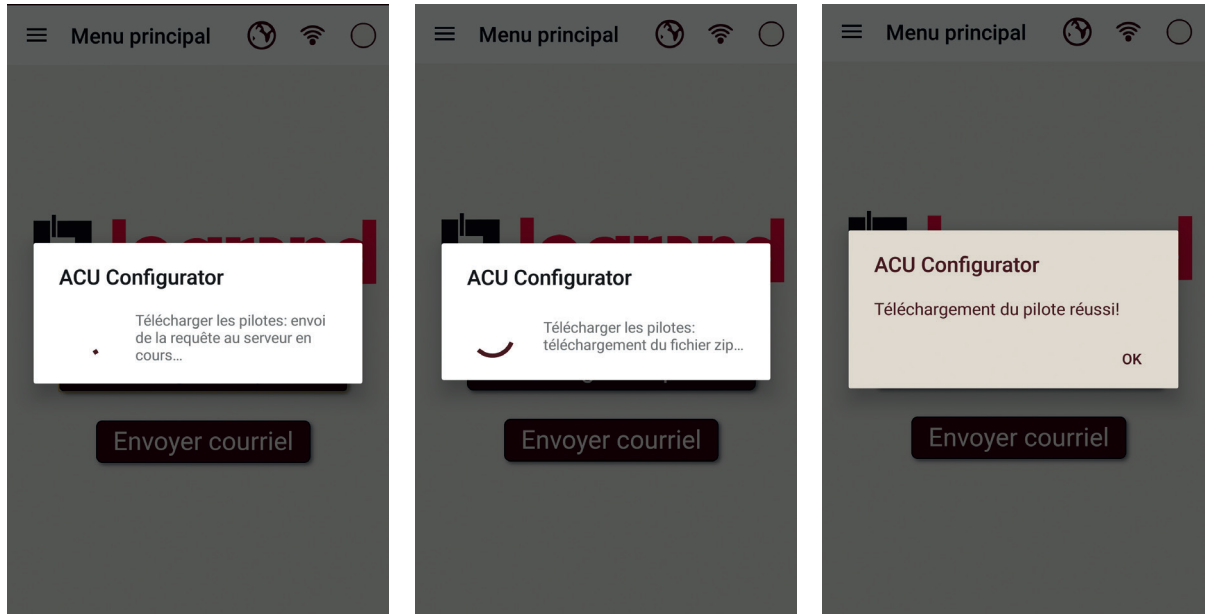 Menu principal
ACU Configurator
Télécharger les pilotes: envoi
de la requête au serveur en
cours...
Envoyer courriel
Menu principal
ACU Configurator
Télécharger les pilotes:
téléchargement du fichier zip...
Envoyer courriel
Menu principal
ACU Configurator
Téléchargement du pilote réussi!
OK
Envoyer courriel